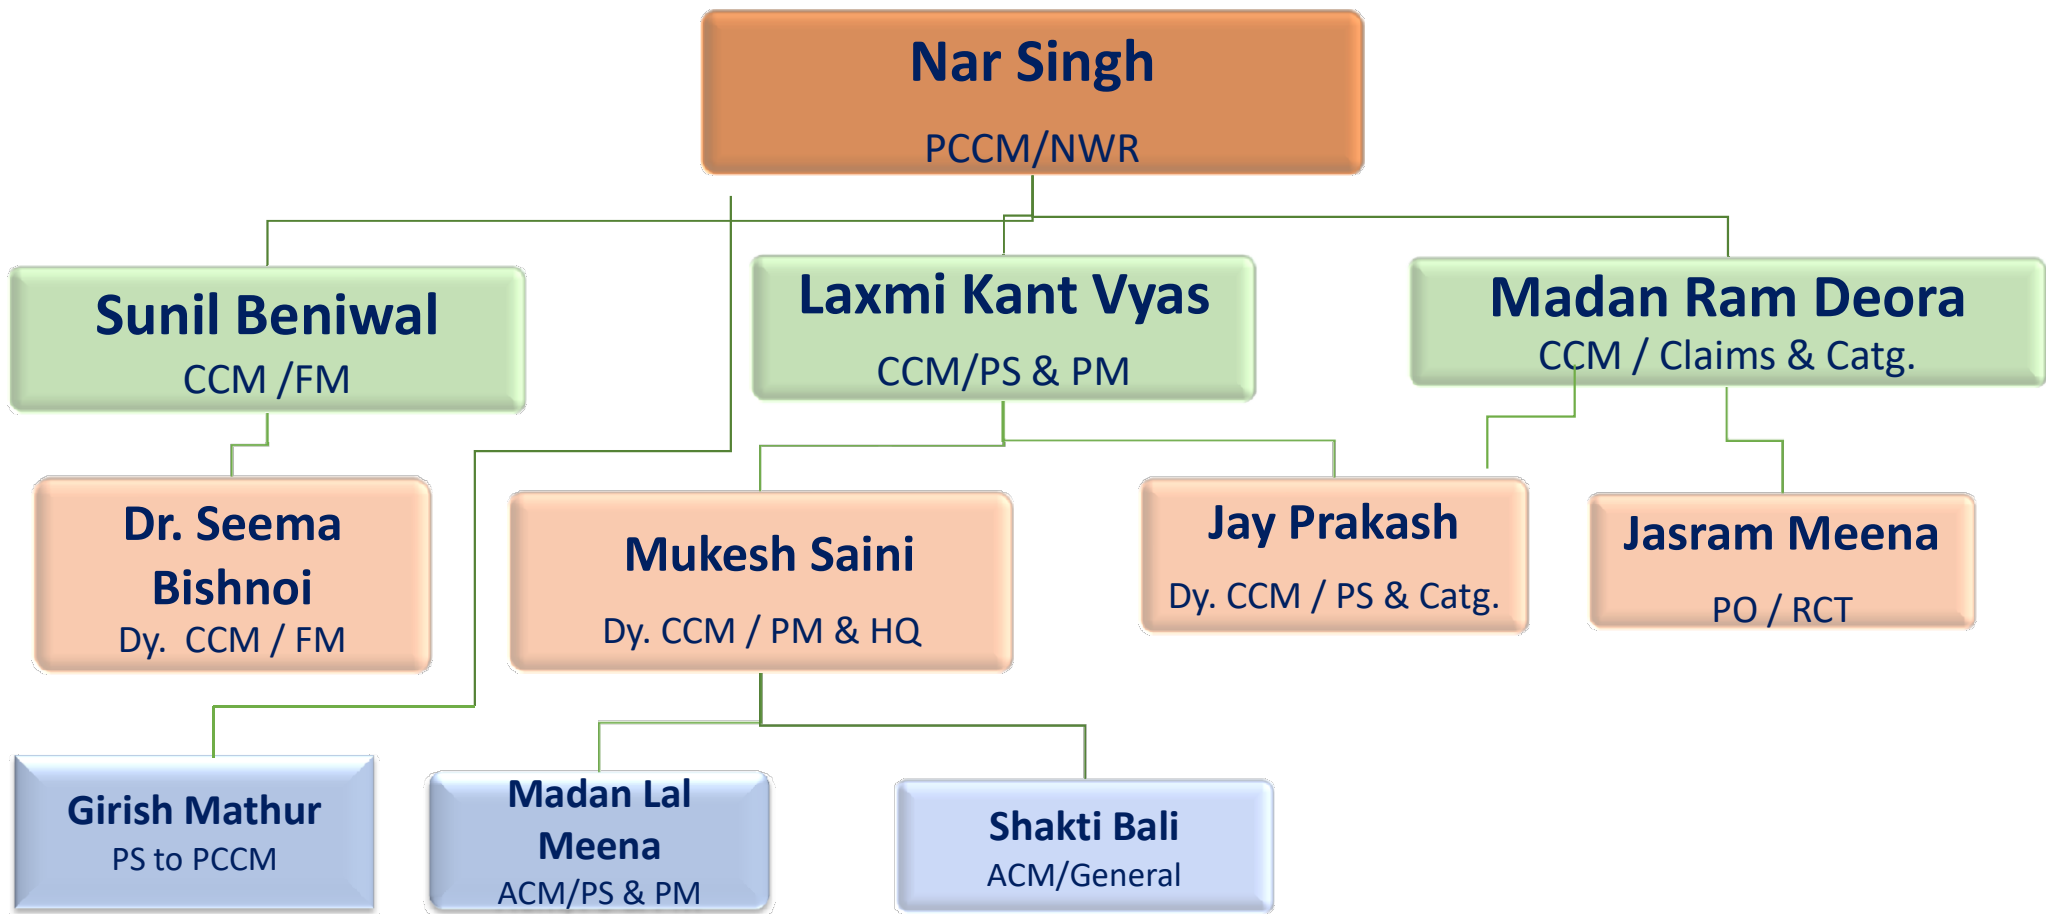 Nar Singh
PCCM/NWR
Sunil Beniwal
CCM /FM
Laxmi Kant Vyas
CCM/PS & PM
Madan Ram Deora
CCM / Claims & Catg.
Dr. Seema
Bishnoi
Dy. CCM / FM
Mukesh Saini
Dy. CCM / PM & HQ
Jay Prakash
Dy. CCM / PS & Catg.
Jasram Meena
PO / RCT
Girish Mathur
PS to PCCM
Madan Lal
Meena
ACM/PS & PM
Shakti Bali
ACM/General